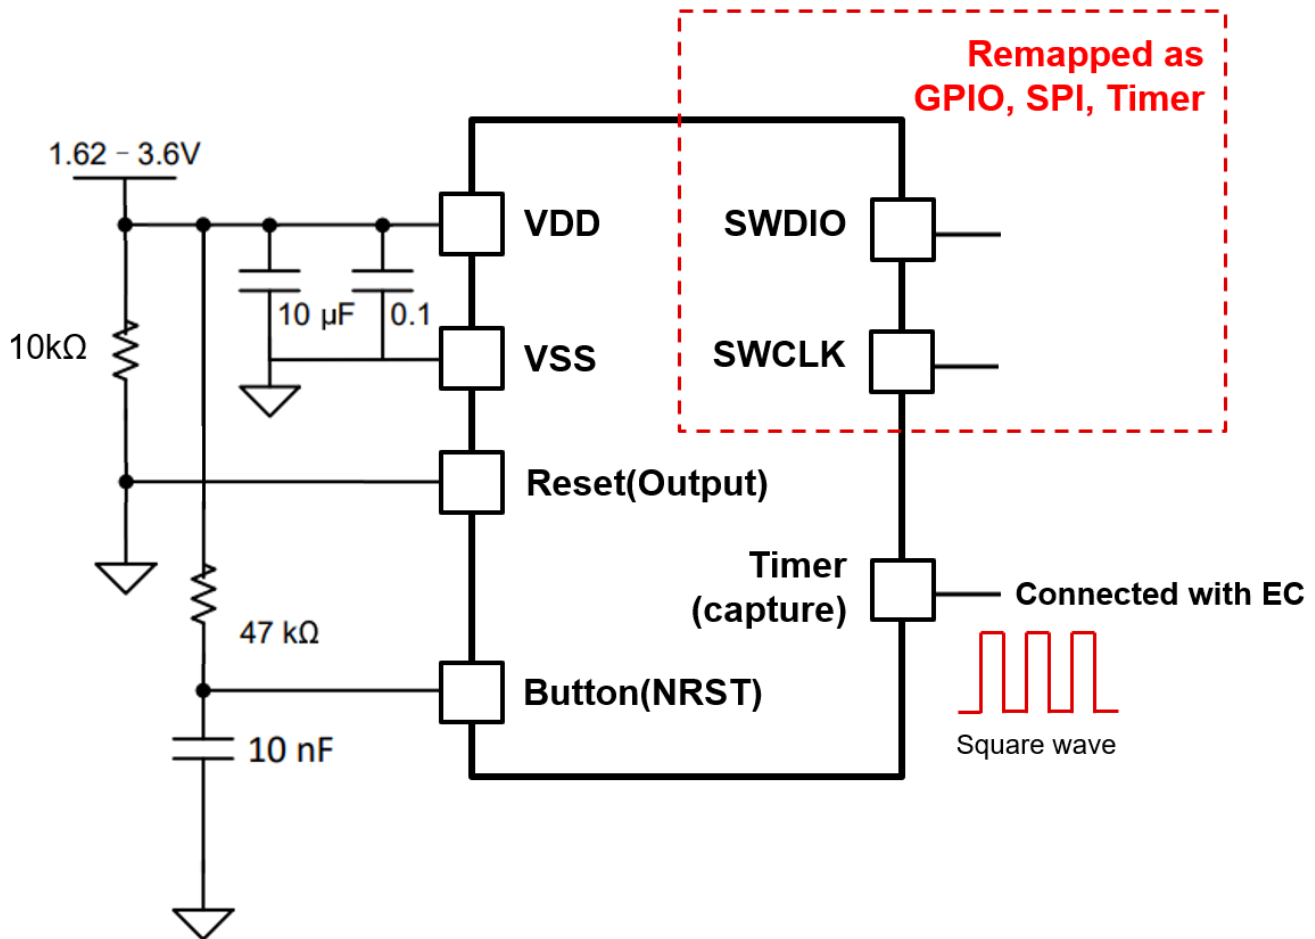 Remapped as
GPIO, SPI, Timer
1.62 – 3.6V
VDD
SWDIO
10 µF
0.1
10kΩ
VSS
SWCLK
Reset(Output)
Timer
(capture)
Connected with EC
47 kΩ
Button(NRST)
10 nF
Square wave